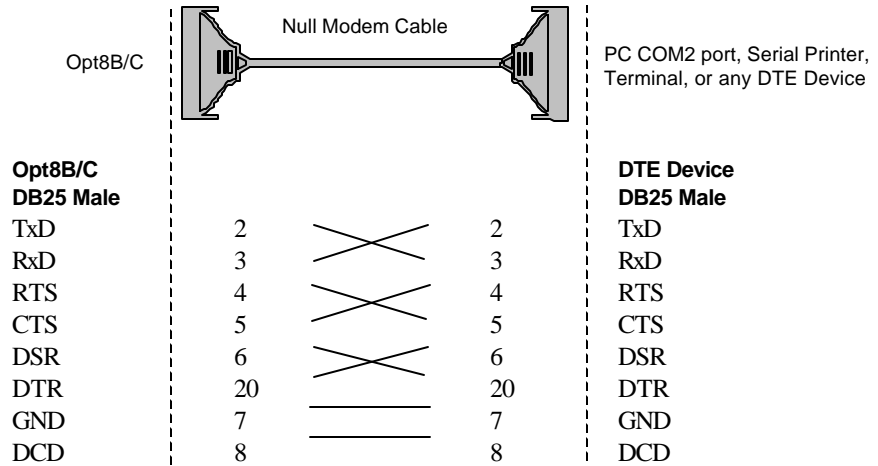 Null Modem Cable
Opt8B/C
PC COM2 port, Serial Printer,
Terminal, or any DTE Device
Opt8B/C DTE Device
DB25 Male DB25 Male
TxD 2 2 TxD
RxD 3 3 RxD
RTS 4 4 RTS
CTS 5 5 CTS
DSR 6 6 DSR
DTR 20 20 DTR
GND 7 7 GND
DCD 8 8 DCD